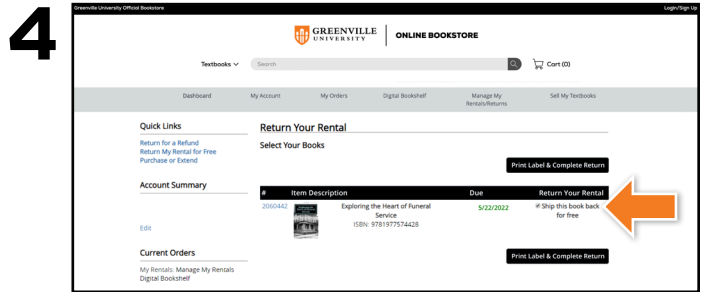 4
Greenville University Official Bookstore
Login/Sign Up
GREENVILLE
UNIVERSITY
ONLINE BOOKSTORE
Textbooks
Search
Cart (0)
Dashboard
My Account
My Orders
Digital Bookshelf
Manage My
Rentals/Returns
Sell My Textbooks
Quick Links
Return for a Refund
Return My Rental for Free
Purchase or Extend
Account Summary
Edit
Current Orders
My Rentals: Manage My Rentals
Digital Bookshelf
Return Your Rental
Select Your Books
Print Label & Complete Return
# Item Description Due Return Your Rental
2060442 Exploring the Heart of Funeral 5/22/2022 Ship this book back
Service for free
ISBN: 9781977574428
Print Label & Complete Return